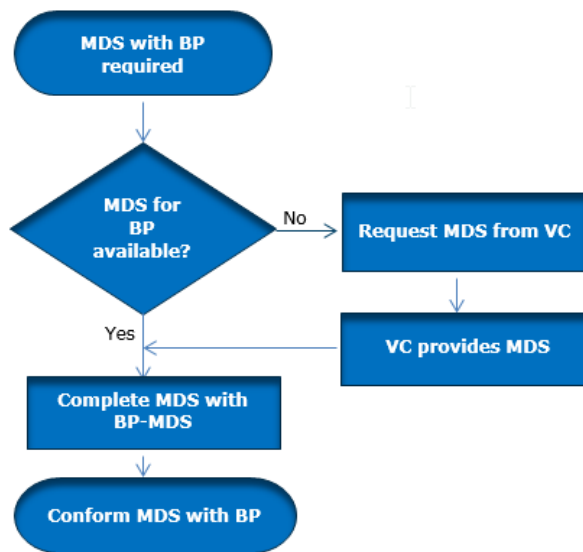 MDS with BP
required
MDS for
BP
available?
No
Request MDS from VC
Yes
VC provides MDS
Complete MDS with
BP-MDS
Conform MDS with BP